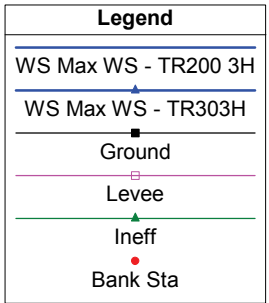 Legend
WS Max WS - TR200 3H
WS Max WS - TR303H
Ground
Levee
Ineff
Bank Sta